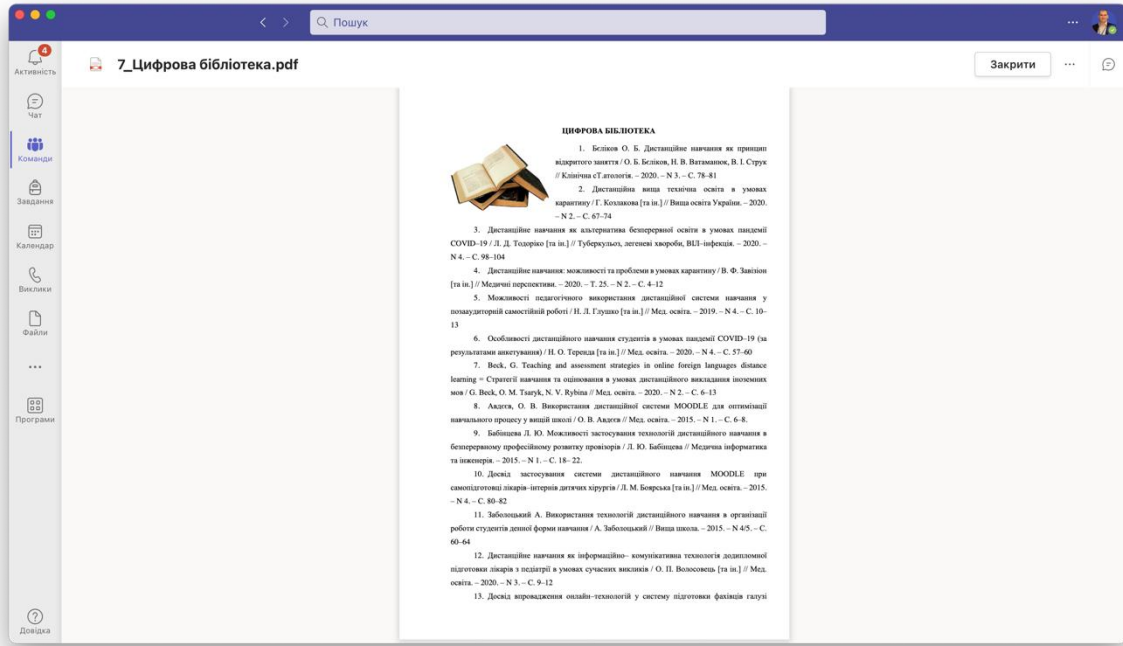 Пошук
4
Активність
Чат
Команди
Завдання
Календар
Виклики
Файли
Програми
Довідка
7_Цифрова бібліотека.pdf
Закрити
ЦИФРОВА БІБЛІОТЕКА
1. Бєліков О. Б. Дистанційне навчання як принцип
відкритого заняття / О. Б. Бєліков, Н. В. Ватаманюк, В. І. Струк
// Клінічна сТ.атологія. – 2020. – N 3. – С. 78–81
2. Дистанційна вища технічна освіта в умовах
карантину / Г. Козлакова [та ін.] // Вища освіта України. – 2020.
– N 2. – С. 67–74
3. Дистанційне навчання як альтернатива безперервної освіти в умовах пандемії
COVID–19 / Л. Д. Тодоріко [та ін.] // Туберкульоз, легеневі хвороби, ВІЛ–інфекція. – 2020. –
N 4. – С. 98–104
4. Дистанційне навчання: можливості та проблеми в умовах карантину / В. Ф. Завізіон
[та ін.] // Медичні перспективи. – 2020. – Т. 25. – N 2. – С. 4–12
5. Можливості педагогічного використання дистанційної системи навчання у
позааудиторній самостійній роботі / Н. Л. Глушко [та ін.] // Мед. освіта. – 2019. – N 4. – С. 10–
13
6. Особливості дистанційного навчання студентів в умовах пандемії COVID–19 (за
результатами анкетування) / Н. О. Теренда [та ін.] // Мед. освіта. – 2020. – N 4. – С. 57–60
7. Beck, G. Teaching and assessment strategies in online foreign languages distance
learning = Стратегії навчання та оцінювання в умовах дистанційного викладання іноземних
мов / G. Beck, O. M. Tsaryk, N. V. Rybina // Мед. освіта. – 2020. – N 2. – С. 6–13
8. Авдєєв, О. В. Використання дистанційної системи MOODLE для оптимізації
навчального процесу у вищій школі / О. В. Авдєєв // Мед. освіта. – 2015. – N 1. – С. 6–8.
9. Бабінцева Л. Ю. Можливості застосування технологій дистанційного навчання в
безперервному професійному розвитку провізорів / Л. Ю. Бабінцева // Медична інформатика
та інженерія. – 2015. – N 1. – С. 18– 22.
10. Досвід застосування системи дистанційного навчання MOODLE при
самопідготовці лікарів–інтернів дитячих хірургів / Л. М. Боярська [та ін.] // Мед. освіта. – 2015.
– N 4. – С. 80–82
11. Заболоцький А. Використання технологій дистанційного навчання в організації
роботи студентів денної форми навчання / А. Заболоцький // Вища школа. – 2015. – N 4/5. – С.
60–64
12. Дистанційне навчання як інформаційно– комунікативна технологія додипломної
підготовки лікарів з педіатрії в умовах сучасних викликів / О. П. Волосовець [та ін.] // Мед.
освіта. – 2020. – N 3. – С. 9–12
13. Досвід впровадження онлайн–технологій у систему підготовки фахівців галузі